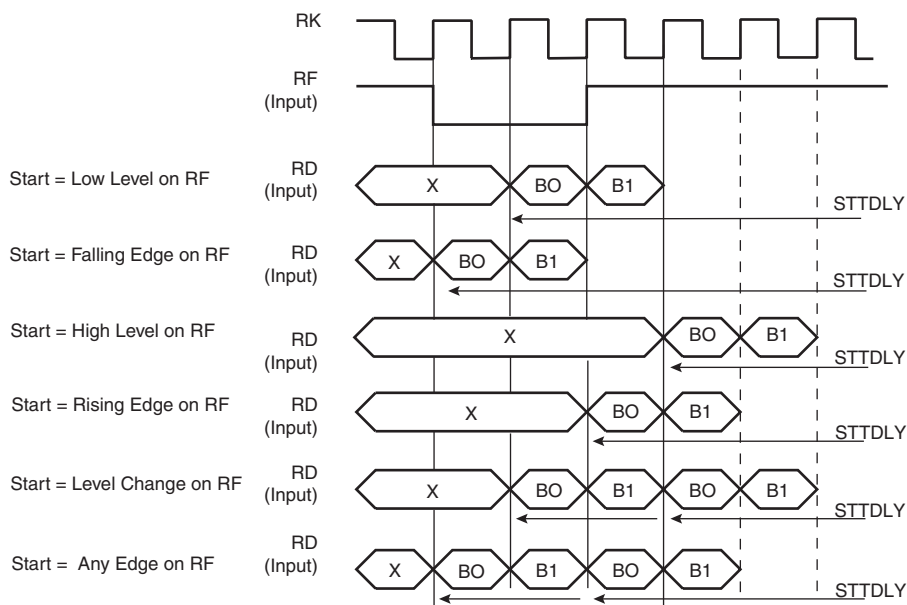 RK
RF
(Input)
Start = Low Level on RF
RD
(Input)
X
BO
B1
STTDLY
Start = Falling Edge on RF
RD
(Input)
X
BO
B1
STTDLY
Start = High Level on RF
RD
(Input)
X
BO
B1
STTDLY
Start = Rising Edge on RF
RD
(Input)
X
BO
B1
STTDLY
Start = Level Change on RF
RD
(Input)
X
BO
B1
BO
B1
STTDLY
Start = Any Edge on RF
RD
(Input)
X
BO
B1
BO
B1
STTDLY